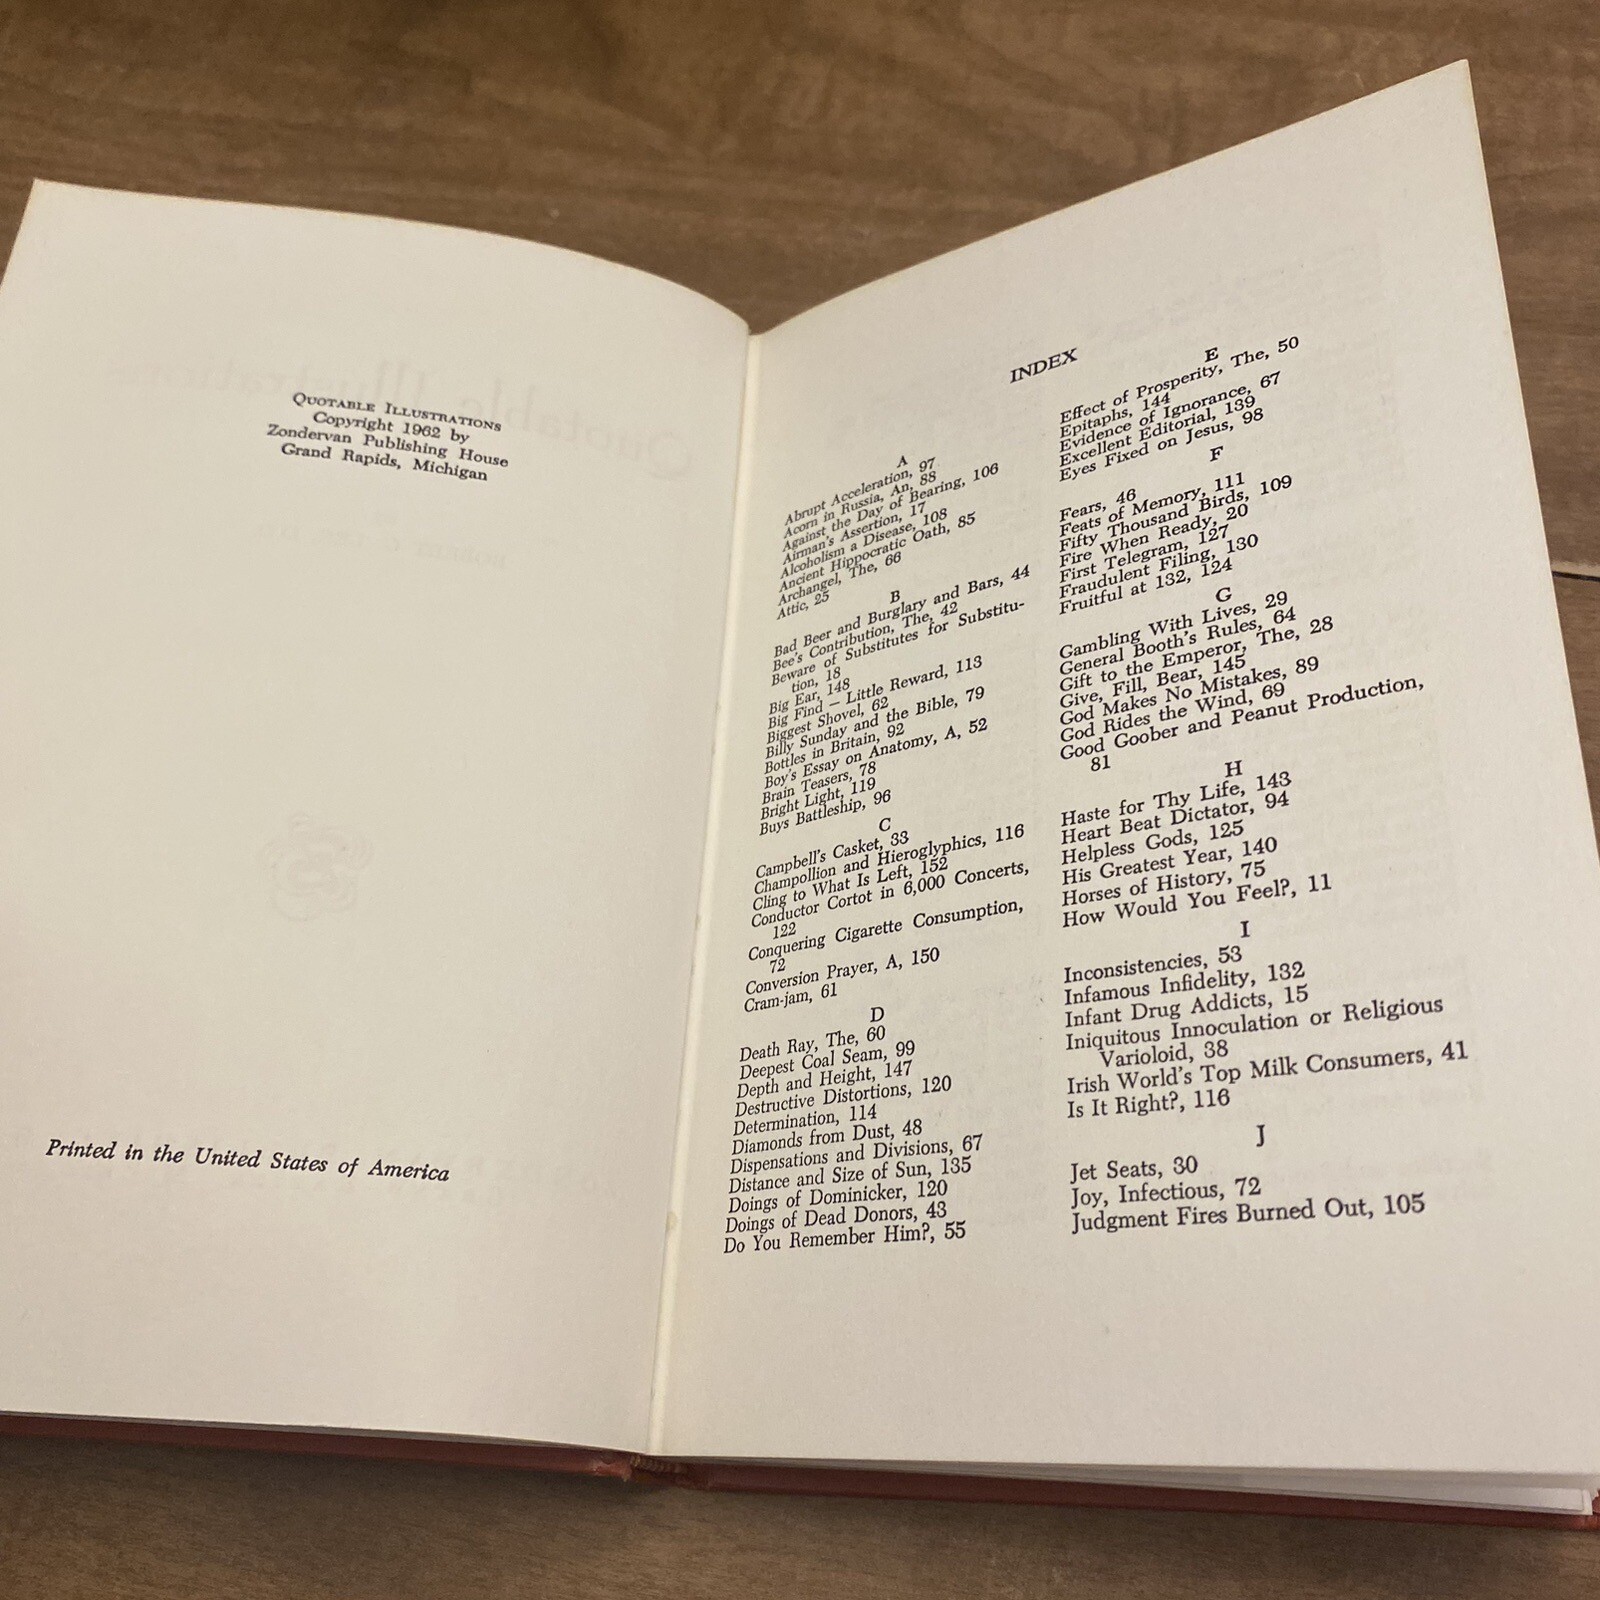 QUOTABLE ILLUSTRATIONS
Copyright 1962 by
Zondervan Publishing House
Grand Rapids, Michigan
Printed in the United States of America
INDEX
A
Abrupt Acceleration, 97
Acorn in Russia, An, 88
Against the Day of Bearing, 106
Airman's Assertion, 17
Alcoholism a Disease, 108
Ancient Hippocratic Oath, 85
Archangel, The, 66
Attic, 25
B
Bad Beer and Burglary and Bars, 44
Bee's Contribution, The, 42
Beware of Substitutes for Substitu-
tion, 18
Big Ear, 148
Big Find — Little Reward, 113
Biggest Shovel, 62
Billy Sunday and the Bible, 79
Bottles in Britain, 92
Boy's Essay on Anatomy, A, 52
Brain Teasers, 78
Bright Light, 119
Buys Battleship, 96
C
Campbell's Casket, 33
Champollion and Hieroglyphics, 116
Cling to What Is Left, 152
Conductor Cortot in 6,000 Concerts,
122
Conquering Cigarette Consumption,
72
Conversion Prayer, A, 150
Cram-jam, 61
D
Death Ray, The, 60
Deepest Coal Seam, 99
Depth and Height, 147
Destructive Distortions, 120
Determination, 114
Diamonds from Dust, 48
Dispensations and Divisions, 67
Distance and Size of Sun, 135
Doings of Dominicker, 120
Doings of Dead Donors, 43
Do You Remember Him?, 55
E
Effect of Prosperity, The, 50
Epitaphs, 144
Evidence of Ignorance, 67
Excellent Editorial, 139
Eyes Fixed on Jesus, 98
F
Fears, 46
Feats of Memory, 111
Fifty Thousand Birds, 109
Fire When Ready, 20
First Telegram, 127
Fraudulent Filing, 130
Fruitful at 132, 124
G
Gambling With Lives, 29
General Booth's Rules, 64
Gift to the Emperor, The, 28
Give, Fill, Bear, 145
God Makes No Mistakes, 89
God Rides the Wind, 69
Good Goober and Peanut Production,
81
H
Haste for Thy Life, 143
Heart Beat Dictator, 94
Helpless Gods, 125
His Greatest Year, 140
Horses of History, 75
How Would You Feel?, 11
I
Inconsistencies, 53
Infamous Infidelity, 132
Infant Drug Addicts, 15
Iniquitous Innoculation or Religious
Varioloid, 38
Irish World's Top Milk Consumers, 41
Is It Right?, 116
J
Jet Seats, 30
Joy, Infectious, 72
Judgment Fires Burned Out, 105